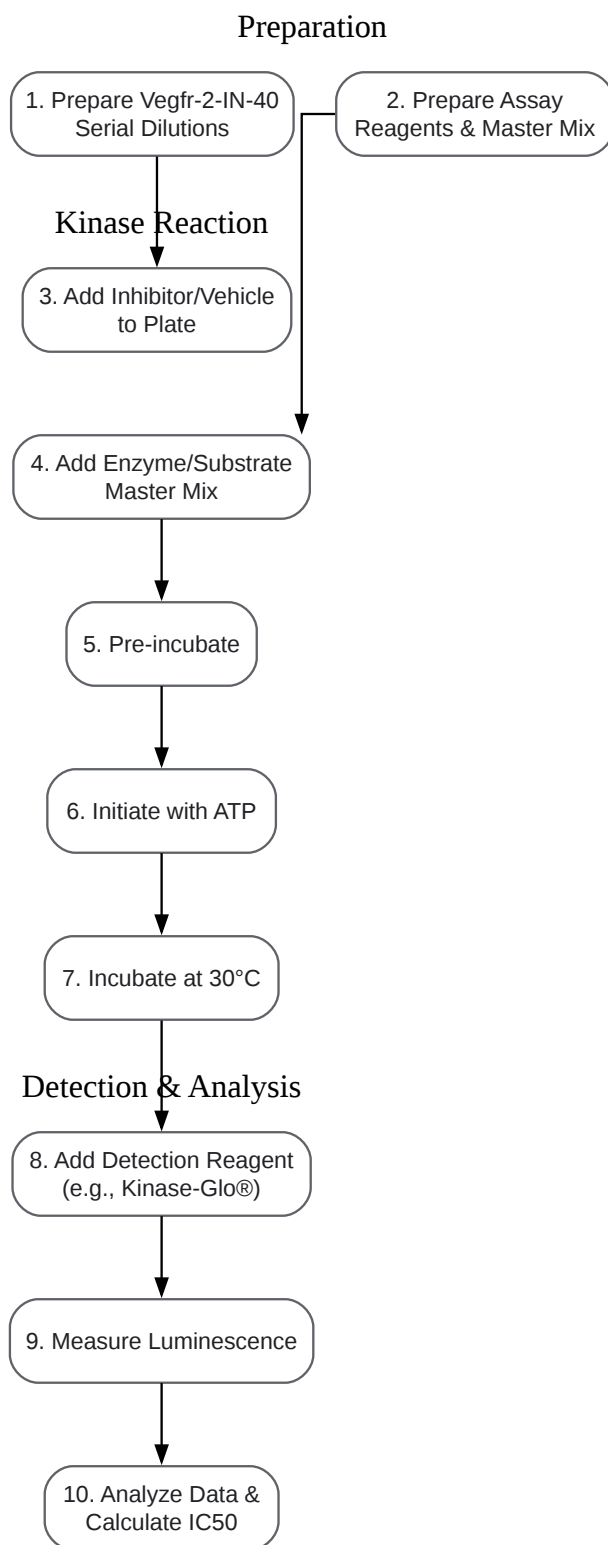 Preparation
1. Prepare Vegfr-2-IN-40
Serial Dilutions
2. Prepare Assay
Reagents & Master Mix
Kinase Reaction
3. Add Inhibitor/Vehicle
to Plate
4. Add Enzyme/Substrate
Master Mix
5. Pre-incubate
6. Initiate with ATP
7. Incubate at 30°C
Detection & Analysis
8. Add Detection Reagent
(e.g., Kinase-Glo®)
9. Measure Luminescence
10. Analyze Data &
Calculate IC50